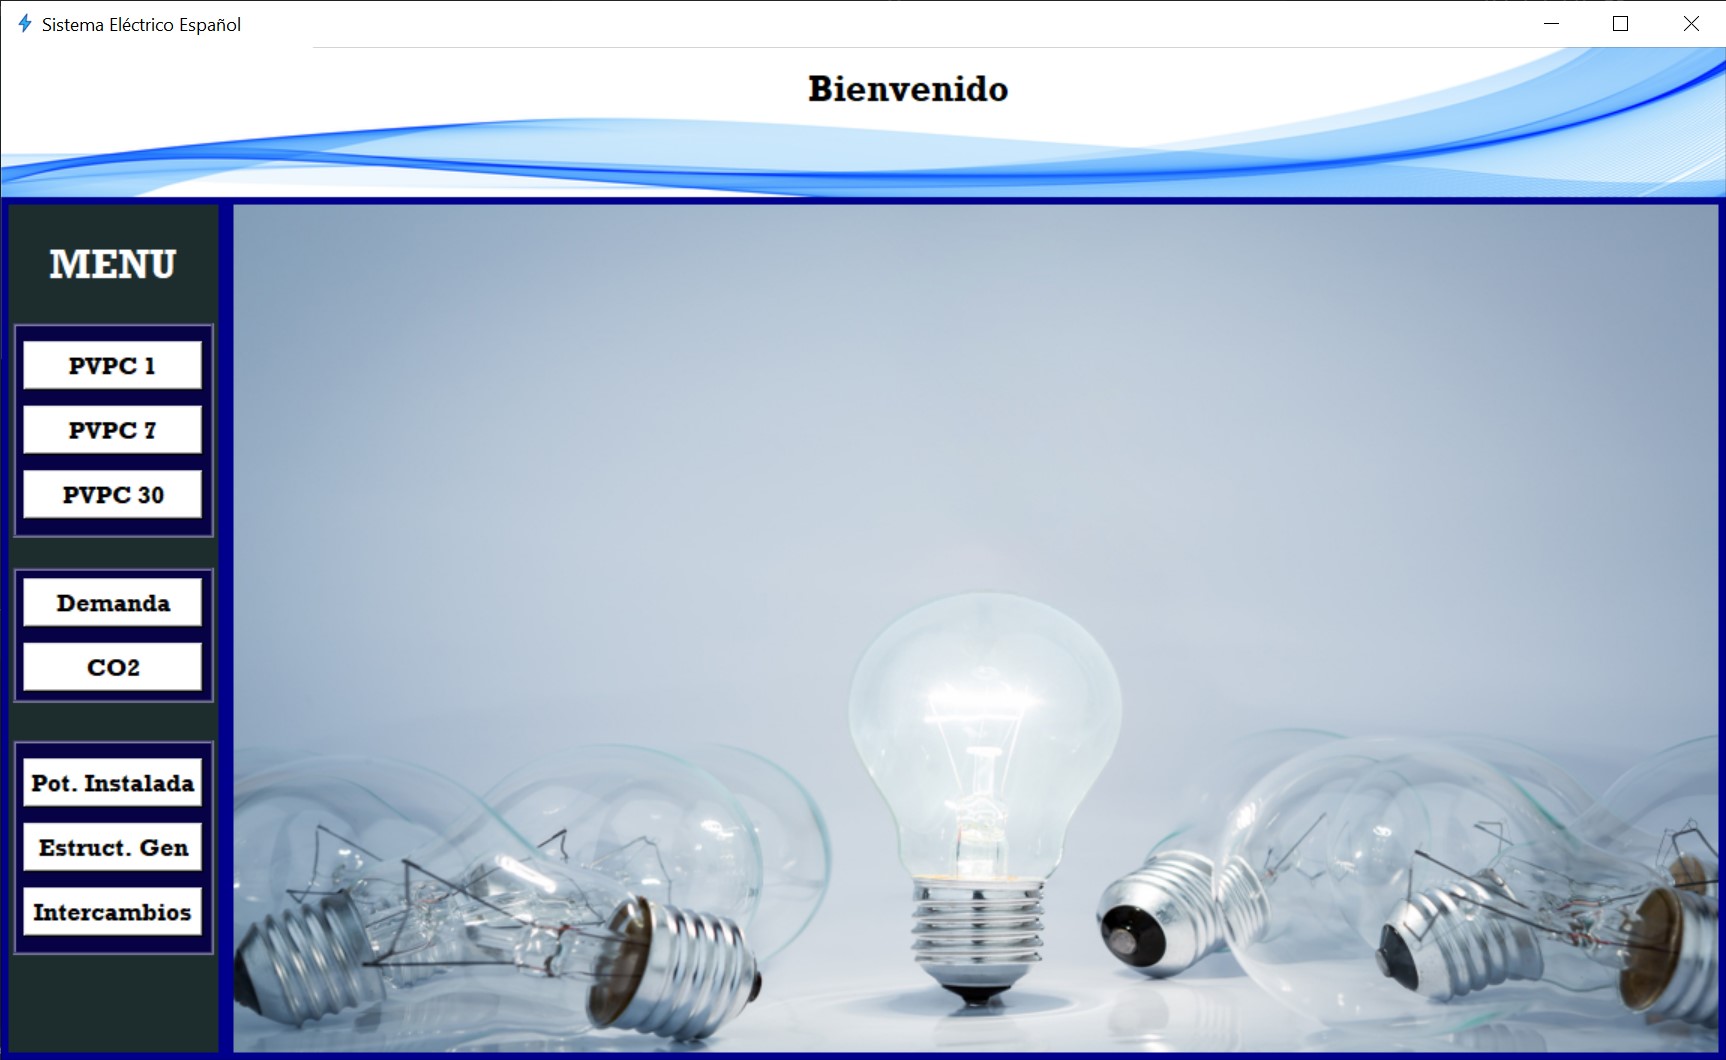 Sistema Eléctrico Español
Bienvenido
MENU
PVPC 1
PVPC 7
PVPC 30
Demanda
CO2
Pot. Instalada
Estruct. Gen
Intercambios